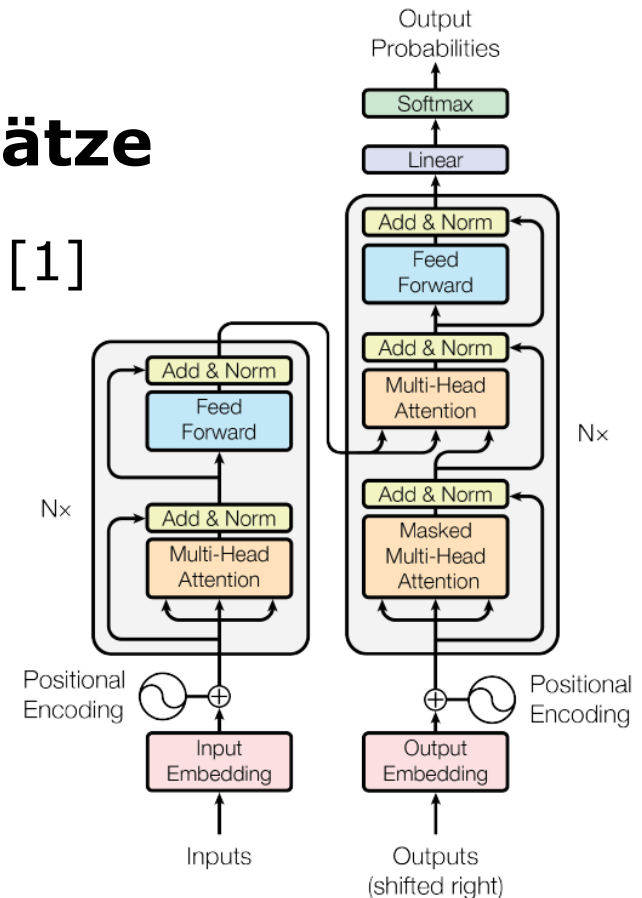 ätze
[1]
Output
Probabilities
Softmax
Linear
Add & Norm
Feed
Forward
Add & Norm
Multi-Head
Attention
Add & Norm
Masked
Multi-Head
Attention
Nx
Add & Norm
Feed
Forward
Add & Norm
Multi-Head
Attention
Nx
Positional
Encoding
Positional
Encoding
Input
Embedding
Output
Embedding
Inputs
Outputs
(shifted right)